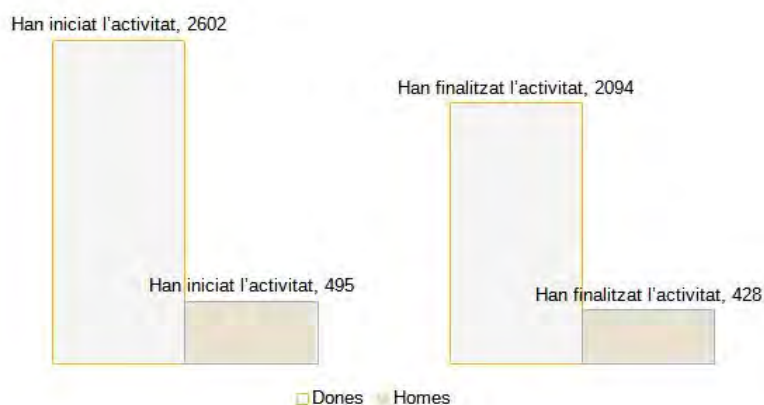 Han iniciat l'activitat, 2602
Han finalitzat l'activitat, 2094
Han iniciat l'activitat, 495
Han finalitzat l'activitat, 428
Dones Homes